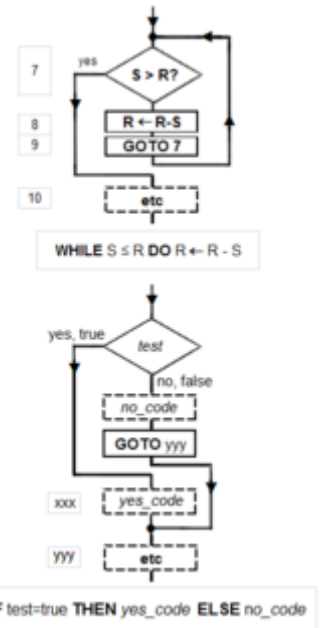 yes
7
S > R?
8
R ← R-S
9
GOTO 7
10
etc
WHILE S ≤ R DO R ← R - S
yes, true
test
no, false
no_code
GOTO yyy
xxx
yes_code
yyy
etc
F test=true THEN yes_code ELSE no_code